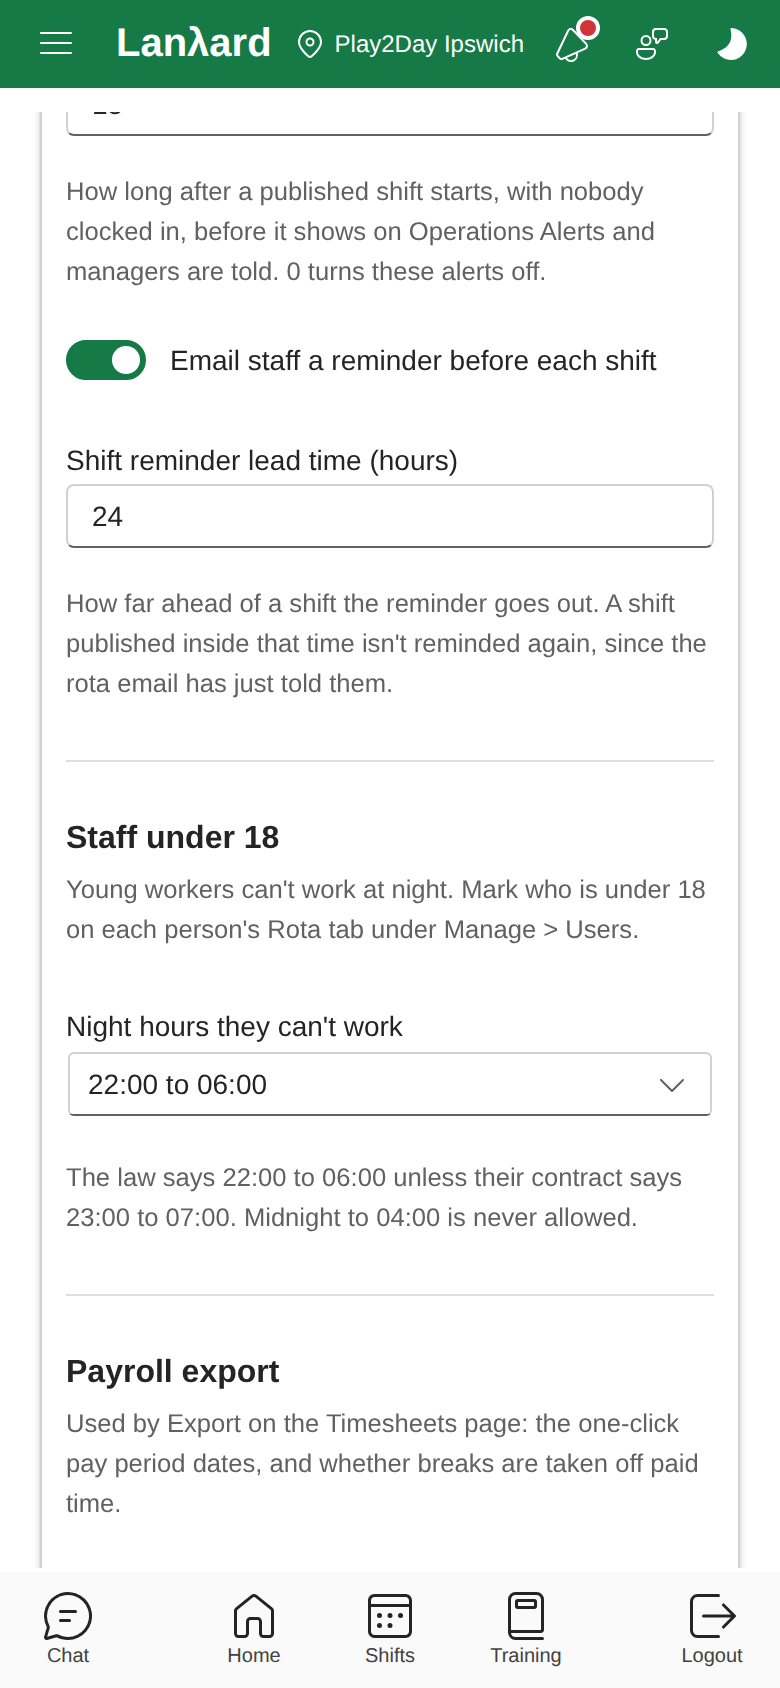 Lanλard
Play2Day Ipswich
How long after a published shift starts, with nobody
clocked in, before it shows on Operations Alerts and
managers are told. 0 turns these alerts off.
Email staff a reminder before each shift
Shift reminder lead time (hours)
24
How far ahead of a shift the reminder goes out. A shift
published inside that time isn't reminded again, since the
rota email has just told them.
Staff under 18
Young workers can't work at night. Mark who is under 18
on each person's Rota tab under Manage > Users.
Night hours they can't work
22:00 to 06:00
The law says 22:00 to 06:00 unless their contract says
23:00 to 07:00. Midnight to 04:00 is never allowed.
Payroll export
Used by Export on the Timesheets page: the one-click
pay period dates, and whether breaks are taken off paid
time.
Chat
Home
Shifts
Training
Logout